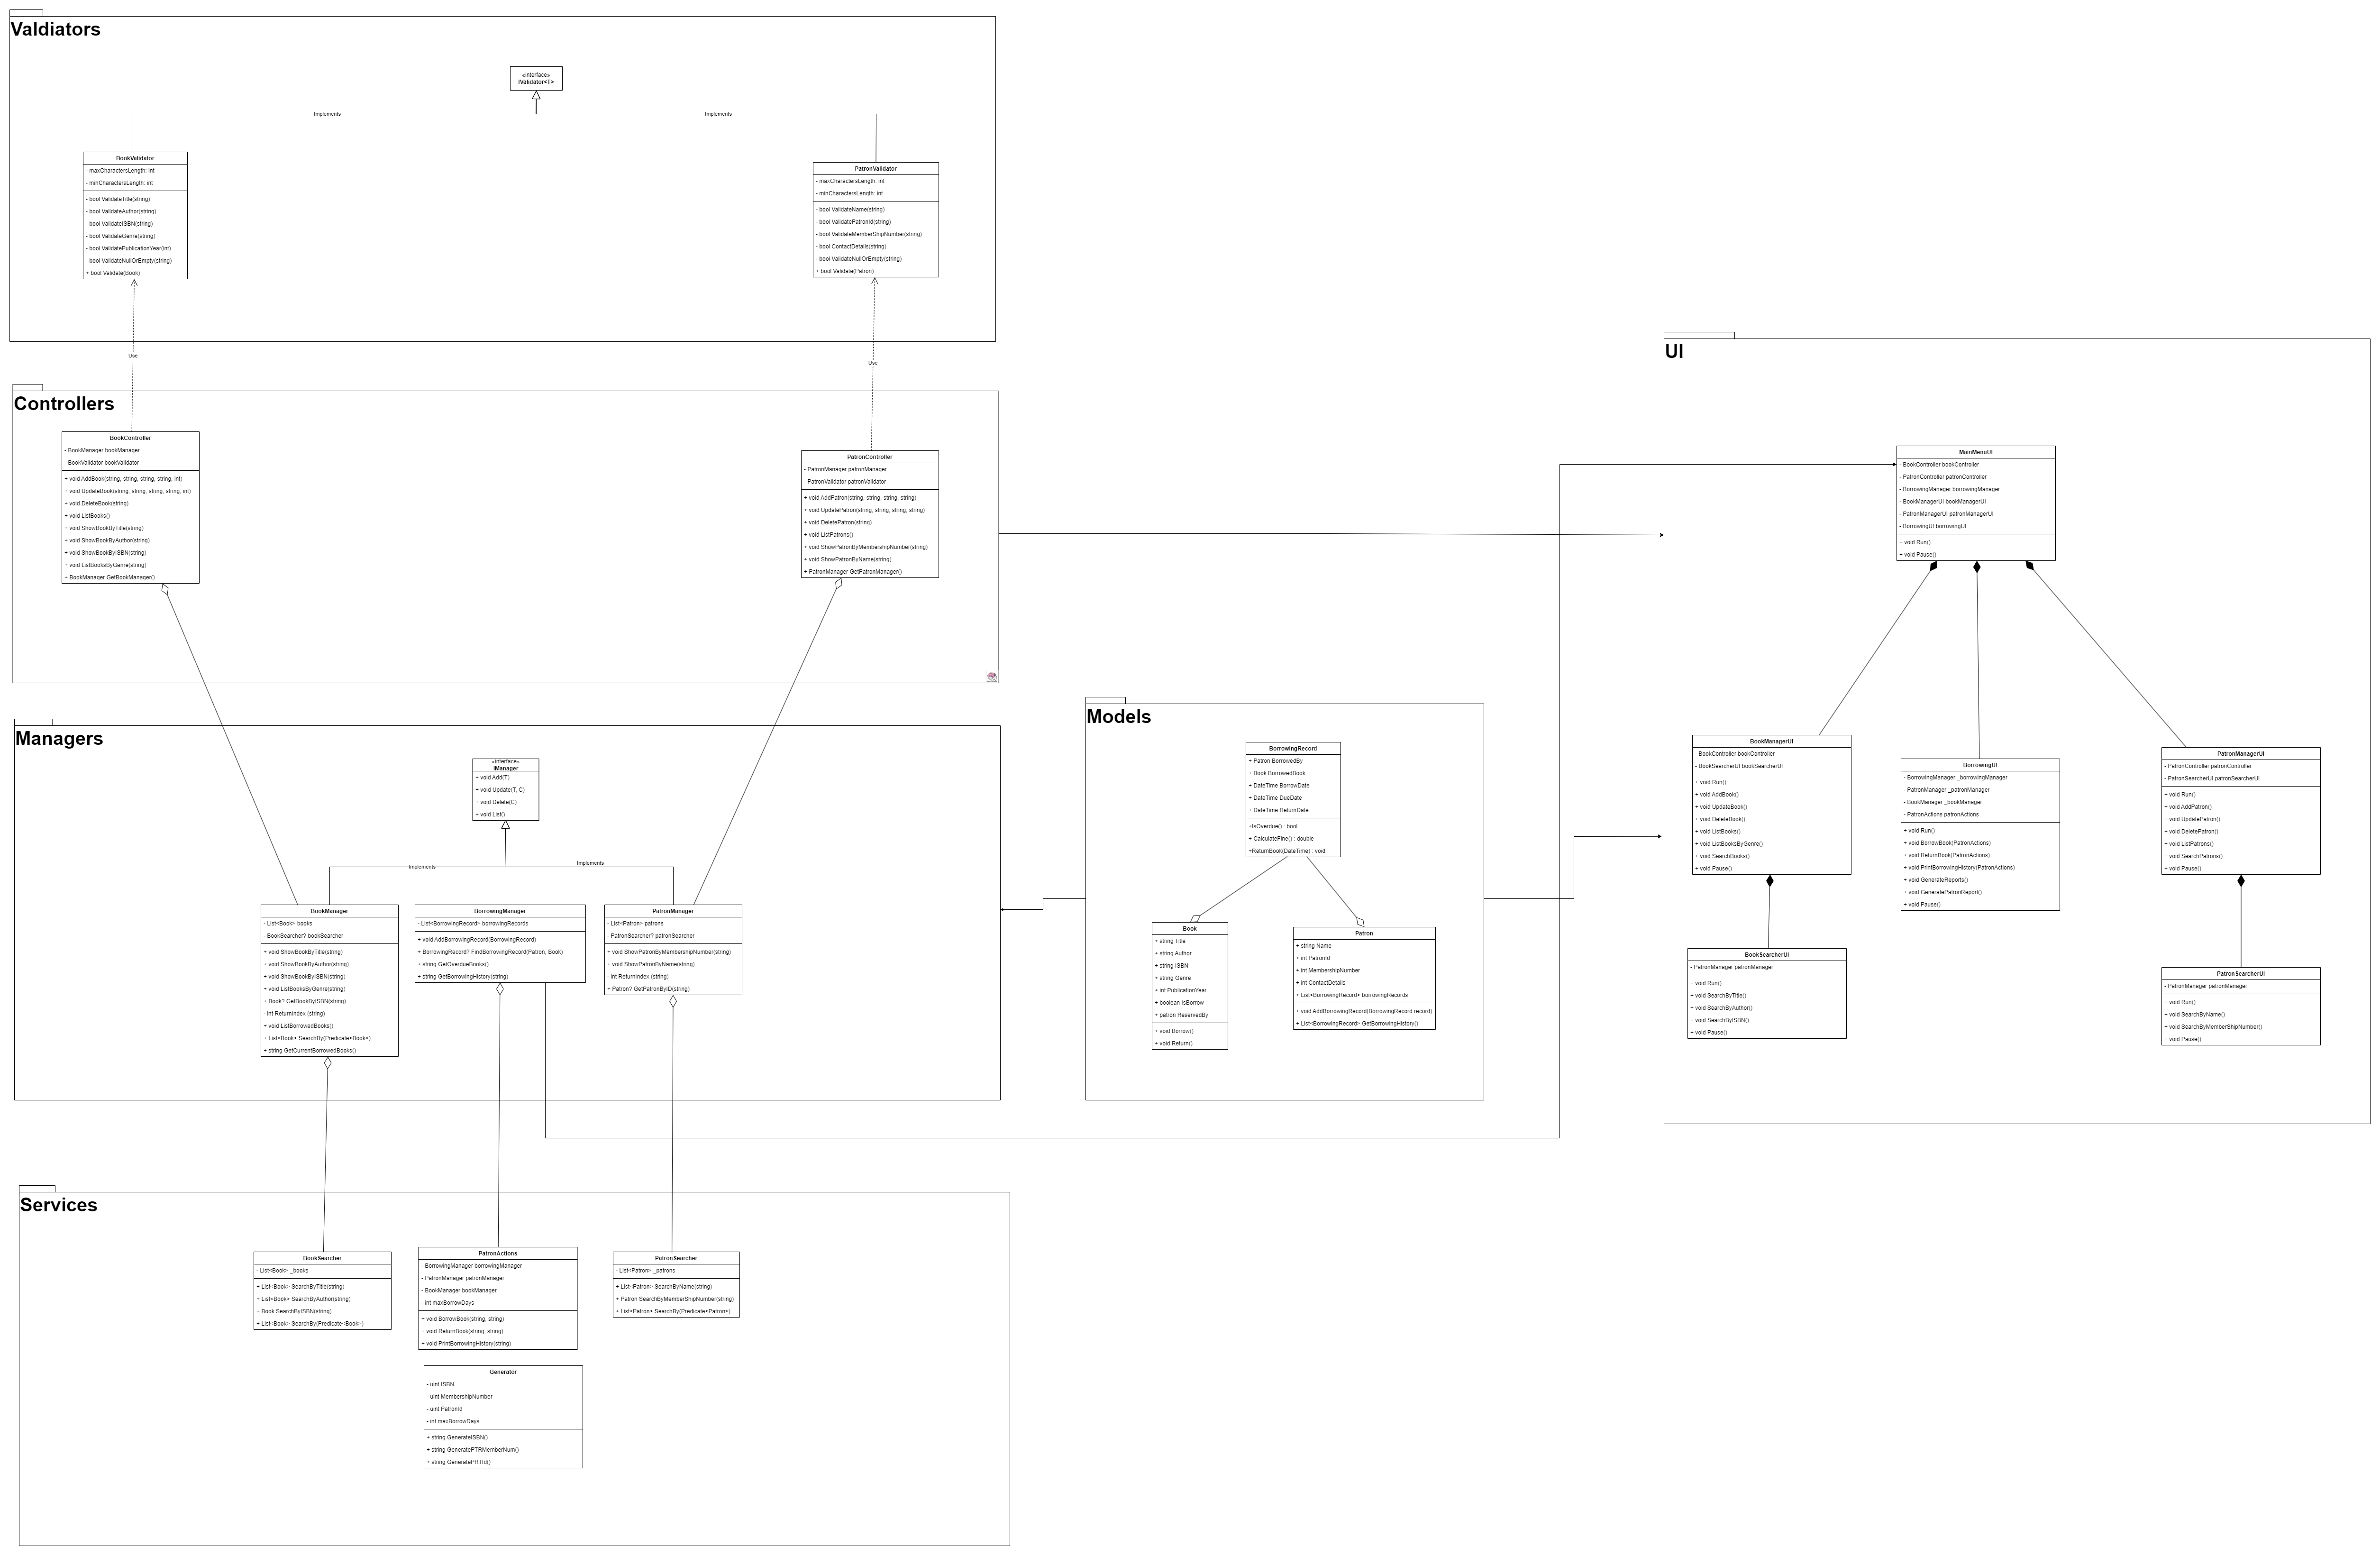 Valdiators
«interface»
IValidator<T>
Implements
Implements
BookValidator
- maxCharactersLength: int
- minCharactersLength: int
- bool ValidateTitle(string)
- bool ValidateAuthor(string)
- bool ValidateISBN(string)
- bool ValidateGenre(string)
- bool ValidatePublicationYear(int)
- bool ValidateNullOrEmpty(string)
+ bool Validate(Book)
PatronValidator
- maxCharactersLength: int
- minCharactersLength: int
- bool ValidateName(string)
- bool ValidatePatronId(string)
- bool ValidateMemberShipNumber(string)
- bool ContactDetails(string)
- bool ValidateNullOrEmpty(string)
+ bool Validate(Patron)
Use
Use
Controllers
BookController
- BookManager bookManager
- BookValidator bookValidator
+ void AddBook(string, string, string, string, int)
+ void UpdateBook(string, string, string, string, int)
+ void DeleteBook(string)
+ void ListBooks()
+ void ShowBookByTitle(string)
+ void ShowBookByAuthor(string)
+ void ShowBookByISBN(string)
+ void ListBooksByGenre(string)
+ BookManager GetBookManager()
PatronController
- PatronManager patronManager
- PatronValidator patronValidator
+ void AddPatron(string, string, string, string)
+ void UpdatePatron(string, string, string, string)
+ void DeletePatron(string)
+ void ListPatrons()
+ void ShowPatronByMembershipNumber(string)
+ void ShowPatronByName(string)
+ PatronManager GetPatronManager()
Managers
«interface»
IManager
+ void Add(T)
+ void Update(T, C)
+ void Delete(C)
+ void List()
Implements
Implements
BookManager
- List<Book> books
- BookSearcher? bookSearcher
+ void ShowBookByTitle(string)
+ void ShowBookByAuthor(string)
+ void ShowBookByISBN(string)
+ void ListBooksByGenre(string)
+ Book? GetBookByISBN(string)
- int ReturnIndex (string)
+ void ListBorrowedBooks()
+ List<Book> SearchBy(Predicate<Book>)
+ string GetCurrentBorrowedBooks()
BorrowingManager
- List<BorrowingRecord> borrowingRecords
+ void AddBorrowingRecord(BorrowingRecord)
+ BorrowingRecord? FindBorrowingRecord(Patron, Book)
+ string GetOverdueBooks()
+ string GetBorrowingHistory(string)
PatronManager
- List<Patron> patrons
- PatronSearcher? patronSearcher
+ void ShowPatronByMembershipNumber(string)
+ void ShowPatronByName(string)
- int ReturnIndex (string)
+ Patron? GetPatronByID(string)
Models
BorrowingRecord
+ Patron BorrowedBy
+ Book BorrowedBook
+ DateTime BorrowDate
+ DateTime DueDate
+ DateTime ReturnDate
+IsOverdue() : bool
+ CalculateFine() : double
+ReturnBook(DateTime) : void
Book
+ string Title
+ string Author
+ string ISBN
+ string Genre
+ int PublicationYear
+ boolean IsBorrow
+ patron ReservedBy
+ void Borrow()
+ void Return()
Patron
+ string Name
+ int PatronId
+ int MembershipNumber
+ int ContactDetails
+ List<BorrowingRecord> borrowingRecords
+ void AddBorrowingRecord(BorrowingRecord record)
+ List<BorrowingRecord> GetBorrowingHistory()
UI
MainMenuUI
- BookController bookController
- PatronController patronController
- BorrowingManager borrowingManager
- BookManagerUI bookManagerUI
- PatronManagerUI patronManagerUI
- BorrowingUI borrowingUI
+ void Run()
+ void Pause()
BookManagerUI
- BookController bookController
- BookSearcherUI bookSearcherUI
+ void Run()
+ void AddBook()
+ void UpdateBook()
+ void DeleteBook()
+ void ListBooks()
+ void ListBooksByGenre()
+ void SearchBooks()
+ void Pause()
BorrowingUI
- BorrowingManager _borrowingManager
- PatronManager _patronManager
- BookManager _bookManager
- PatronActions patronActions
+ void Run()
+ void BorrowBook(PatronActions)
+ void ReturnBook(PatronActions)
+ void PrintBorrowingHistory(PatronActions)
+ void GenerateReports()
+ void GeneratePatronReport()
+ void Pause()
PatronManagerUI
- PatronController patronController
- PatronSearcherUI patronSearcherUI
+ void Run()
+ void AddPatron()
+ void UpdatePatron()
+ void DeletePatron()
+ void ListPatrons()
+ void SearchPatrons()
+ void Pause()
BookSearcherUI
- PatronManager patronManager
+ void Run()
+ void SearchByTitle()
+ void SearchByAuthor()
+ void SearchByISBN()
+ void Pause()
PatronSearcherUI
- PatronManager patronManager
+ void Run()
+ void SearchByName()
+ void SearchByMemberShipNumber()
+ void Pause()
Services
BookSearcher
- List<Book> _books
+ List<Book> SearchByTitle(string)
+ List<Book> SearchByAuthor(string)
+ Book SearchByISBN(string)
+ List<Book> SearchBy(Predicate<Book>)
PatronActions
- BorrowingManager borrowingManager
- PatronManager patronManager
- BookManager bookManager
- int maxBorrowDays
+ void BorrowBook(string, string)
+ void ReturnBook(string, string)
+ void PrintBorrowingHistory(string)
PatronSearcher
- List<Patron> _patrons
+ List<Patron> SearchByName(string)
+ Patron SearchByMemberShipNumber(string)
+ List<Patron> SearchBy(Predicate<Patron>)
Generator
- uint ISBN
- uint MembershipNumber
- uint PatronId
- int maxBorrowDays
+ string GenerateISBN()
+ string GeneratePTRMemberNum()
+ string GeneratePRTId()